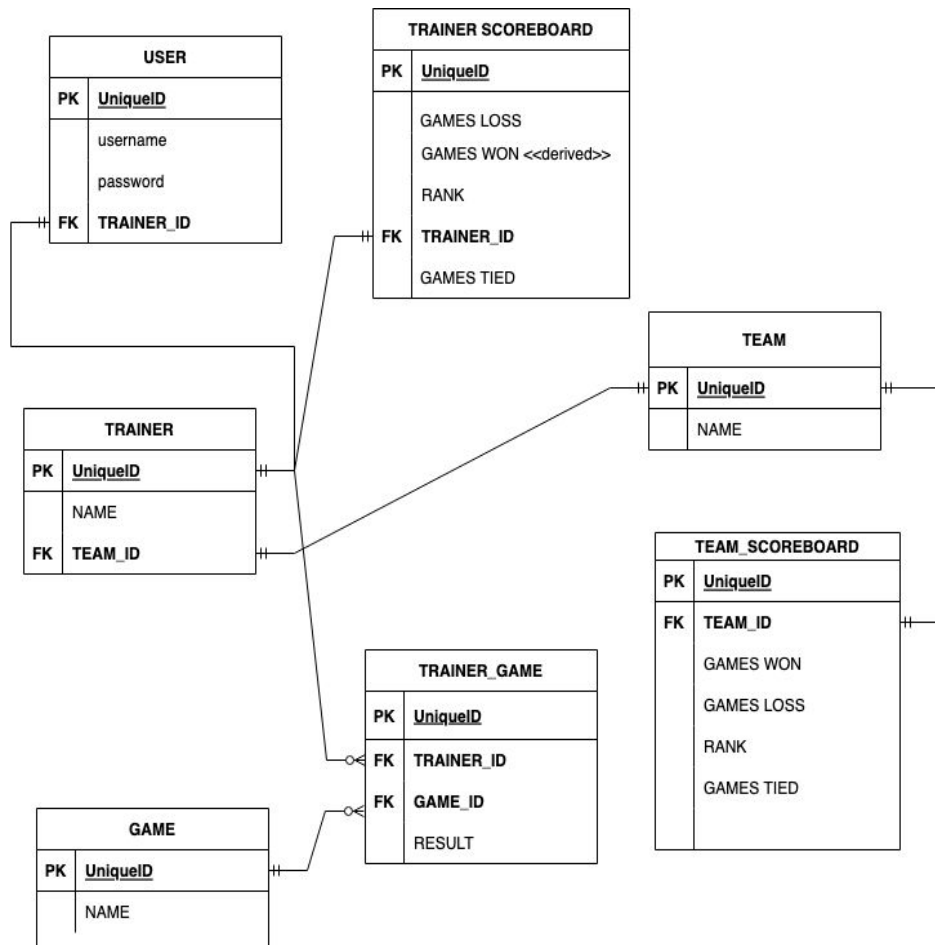 USER
PK UniqueID
username
password
FK TRAINER_ID
TRAINER SCOREBOARD
PK UniqueID
GAMES LOSS
GAMES WON <<derived>>
RANK
FK TRAINER_ID
GAMES TIED
TEAM
PK UniqueID
NAME
TRAINER
PK UniqueID
NAME
FK TEAM_ID
TEAM_SCOREBOARD
PK UniqueID
FK TEAM_ID
GAMES WON
GAMES LOSS
RANK
GAMES TIED
TRAINER_GAME
PK UniqueID
FK TRAINER_ID
FK GAME_ID
RESULT
GAME
PK UniqueID
NAME